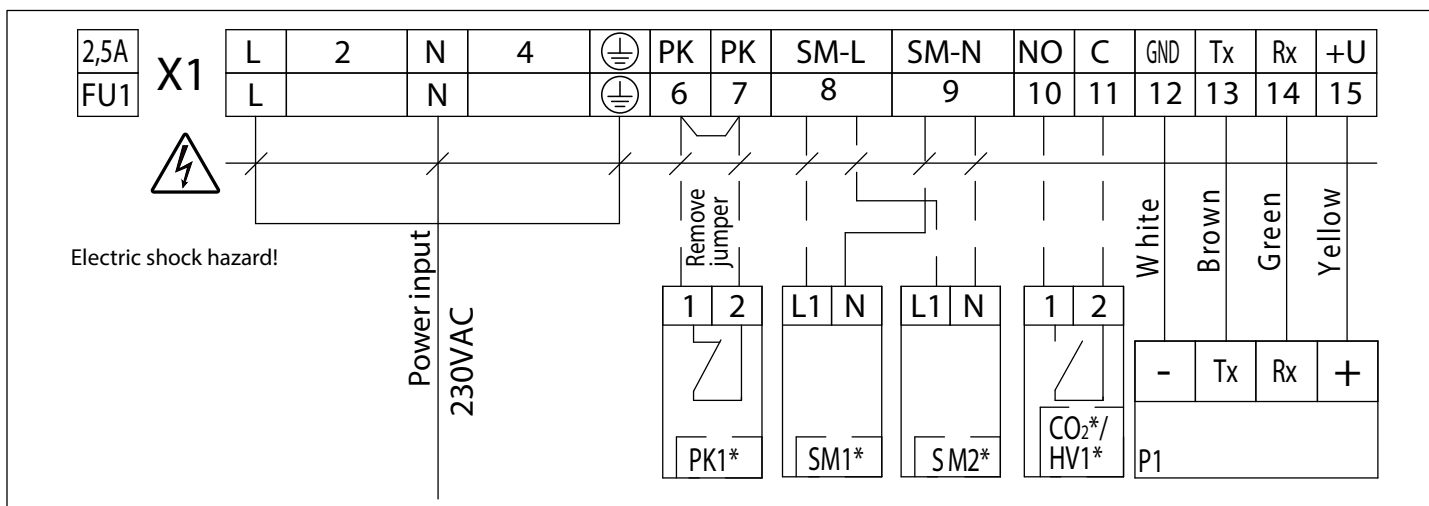 2,5A
FU1
X1
L 2 N 4 PK PK SM-L SM-N NO C GND Tx Rx +U
L N 6 7 8 9 10 11 12 13 14 15
Electric shock hazard!
Power input
230VAC
Remove
jumper
White
Brown
Green
Yellow
1 2
L1 N
L1 N
1 2
- Tx Rx +
PK1*
SM1*
SM2*
CO₂*/
HV1*
P1